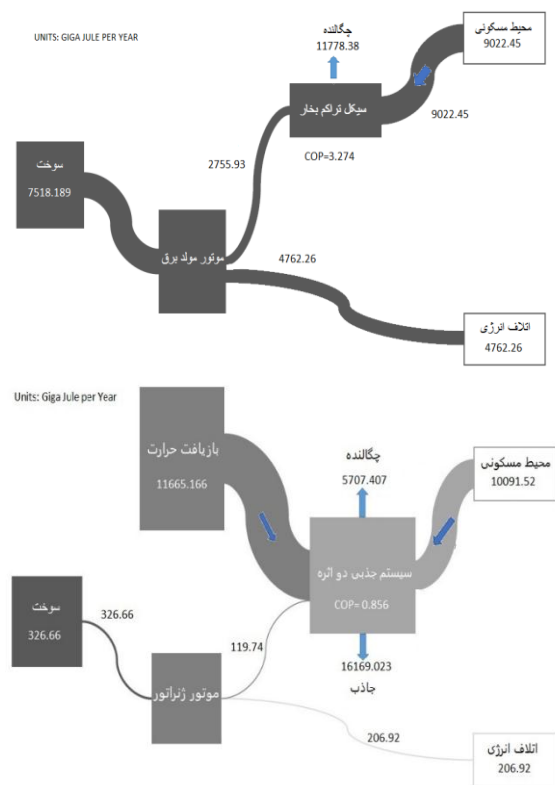 UNITS: GIGA JULE PER YEAR
چگالنده
11778.38
محیط مسکونی
9022.45
سیکل تراکم بخار
9022.45
COP=3.274
2755.93
سوخت
7518.189
موتور مولد برق
4762.26
اتلاف انرژی
4762.26
Units: Giga Jule per Year
بازیافت حرارت
11665.166
چگالنده
5707.407
محیط مسکونی
10091.52
سیستم جذبی دو اثره
COP= 0.856
سوخت
326.66
326.66
119.74
16169.023
جاذب
موتور ژنراتور
206.92
اتلاف انرژی
206.92